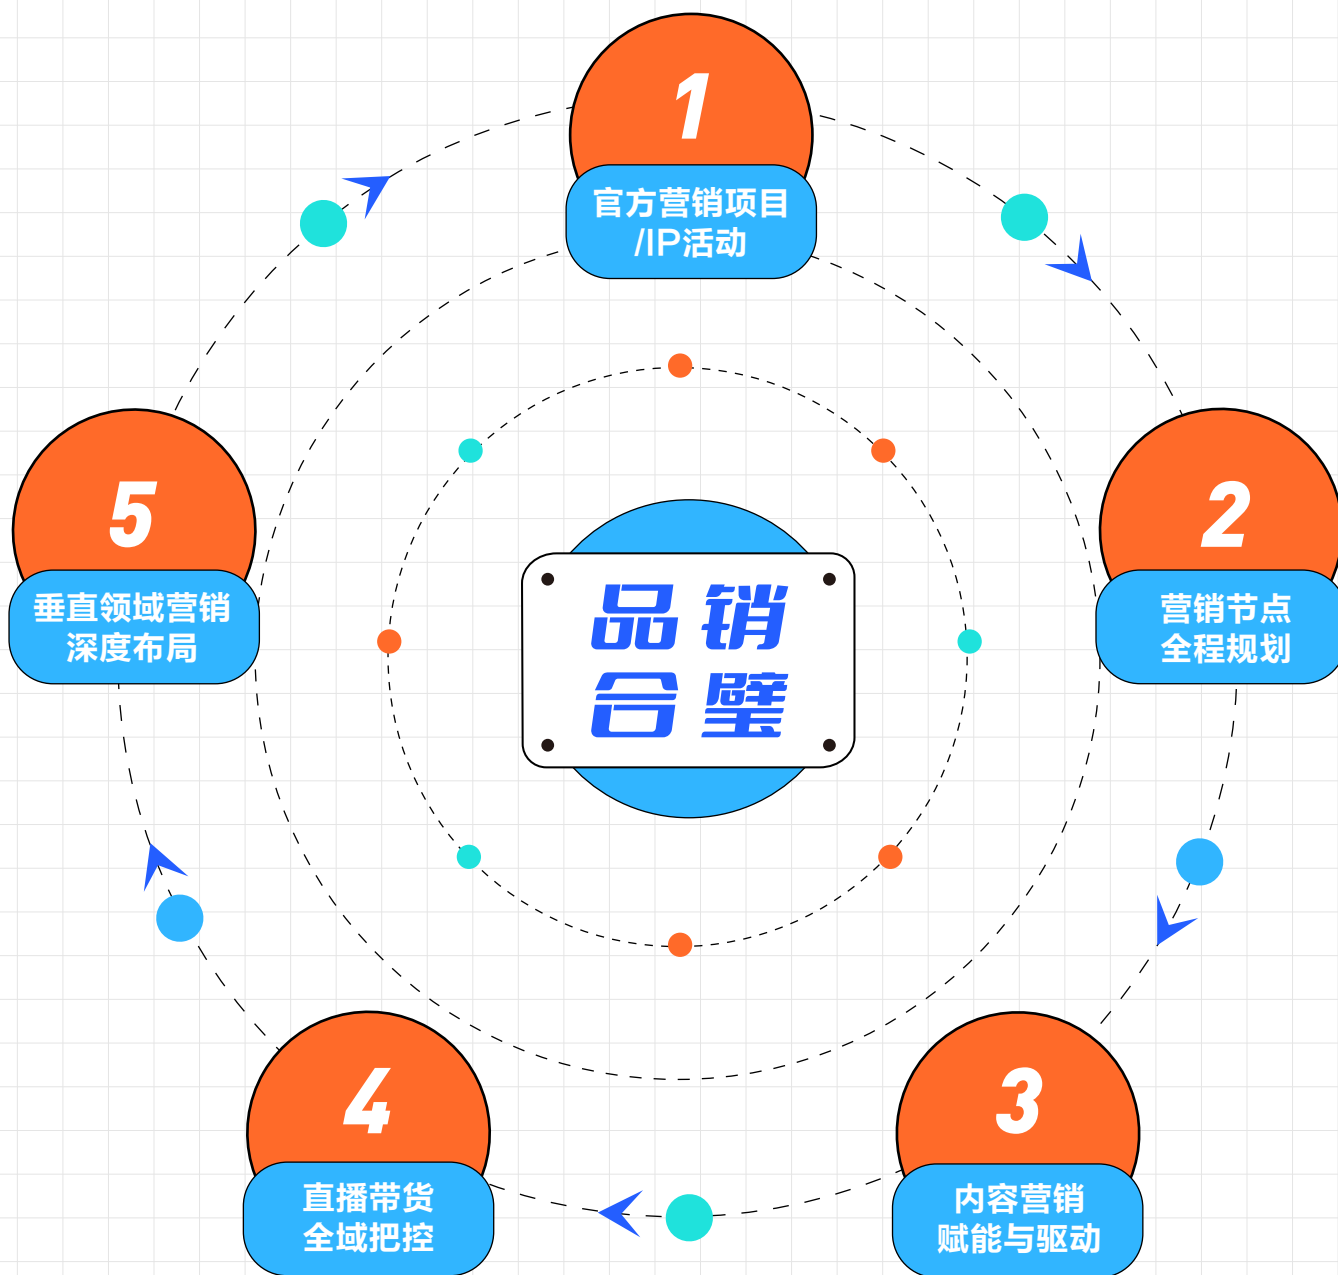 1
官方营销项目
/IP活动
2
营销节点
全程规划
3
内容营销
赋能与驱动
4
直播带货
全域把控
5
垂直领域营销
深度布局
品销
合璧